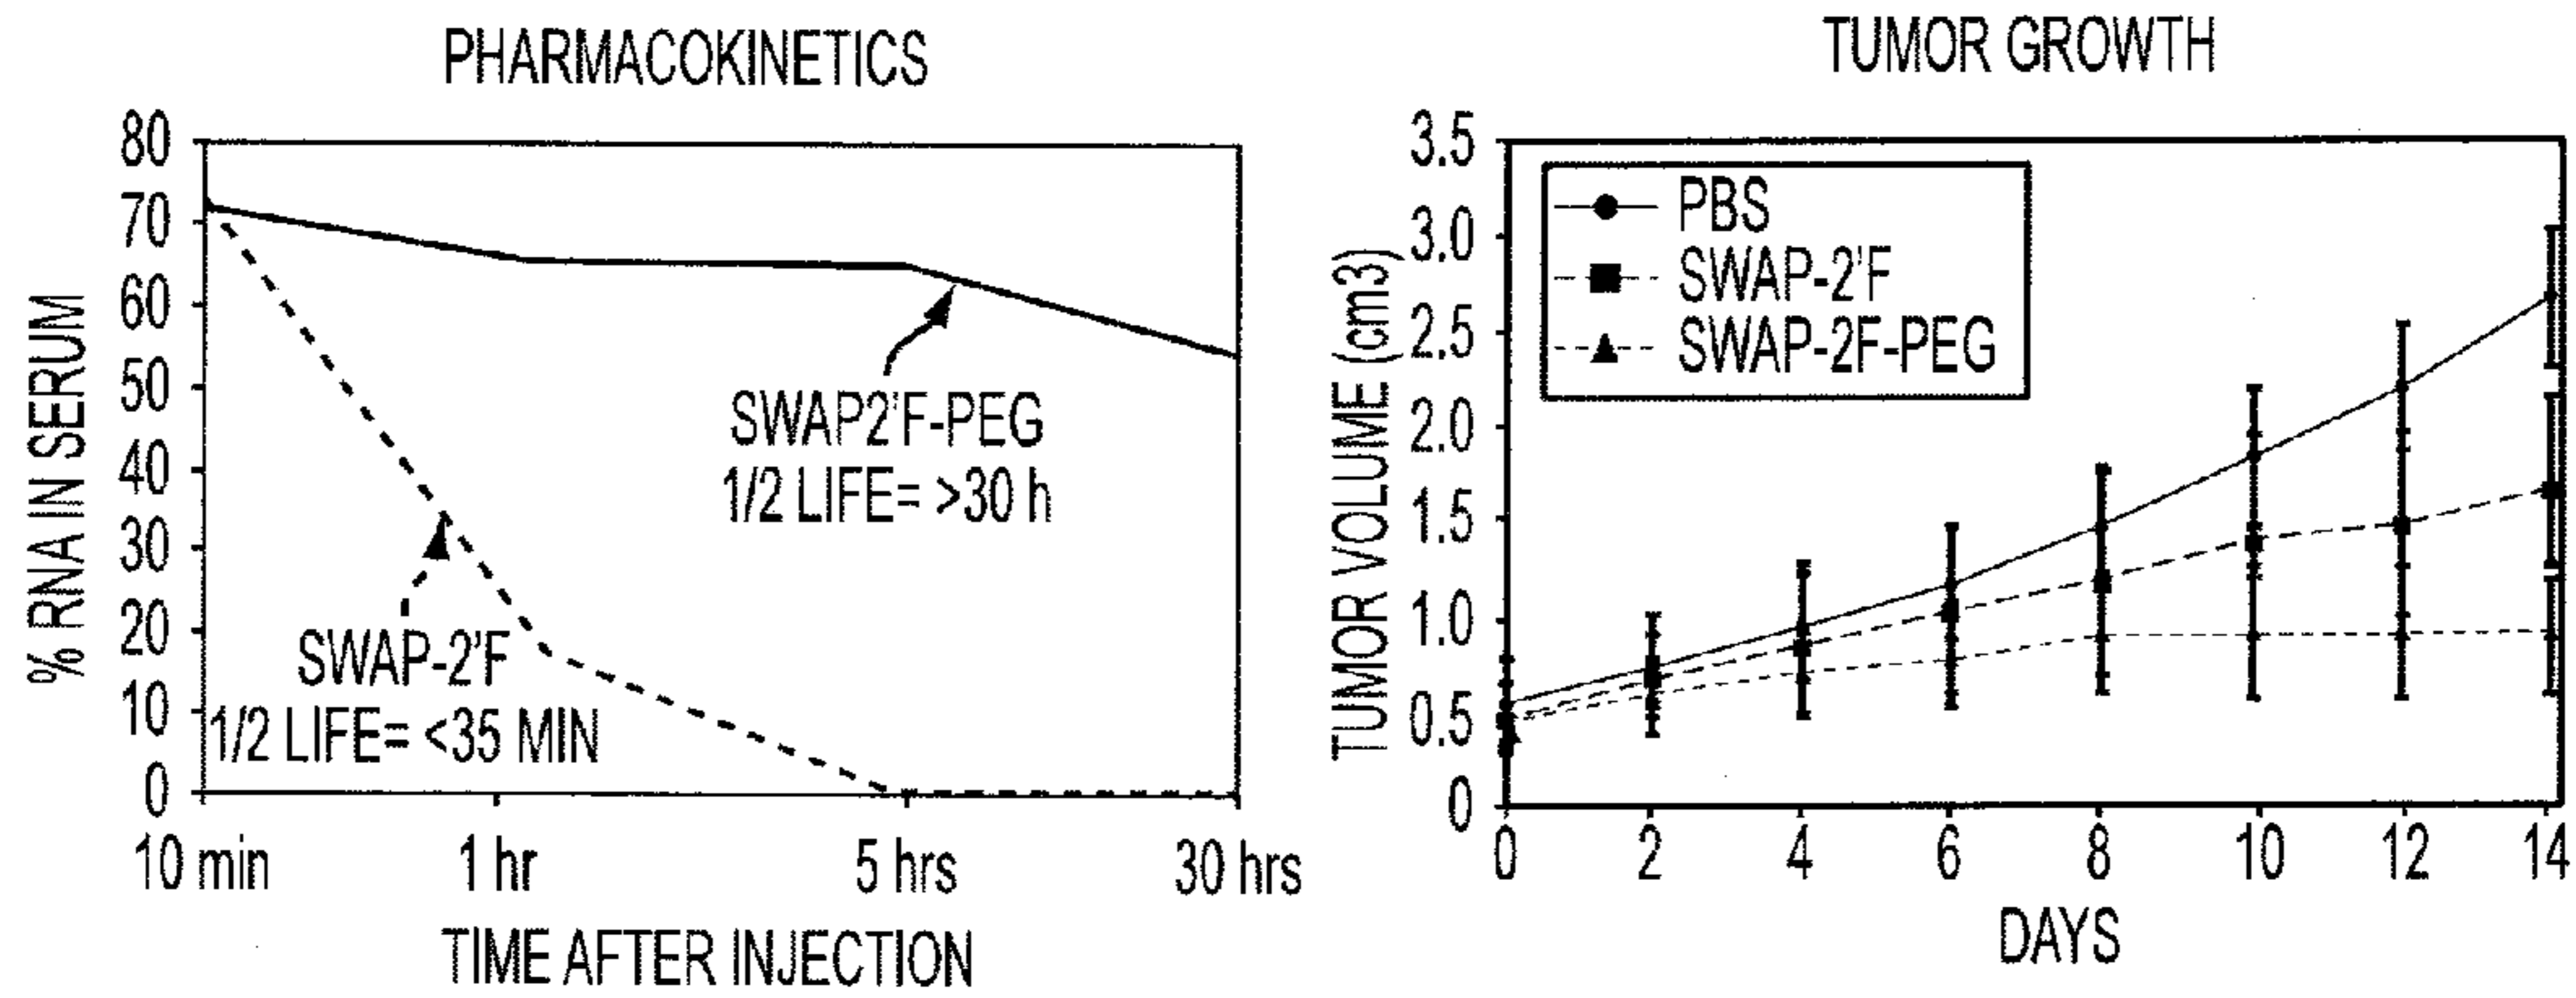 PHARMACOKINETICS
% RNA IN SERUM
80
70
60
50
40
30
20
10
0
SWAP2'F-PEG
1/2 LIFE= >30 h
SWAP-2'F
1/2 LIFE= <35 MIN
10 min 1 hr 5 hrs 30 hrs
TIME AFTER INJECTION
TUMOR GROWTH
TUMOR VOLUME (cm3)
3.5
3.0
2.5
2.0
1.5
1.0
0.5
0
PBS
SWAP-2'F
SWAP-2F-PEG
0 2 4 6 8 10 12 14
DAYS